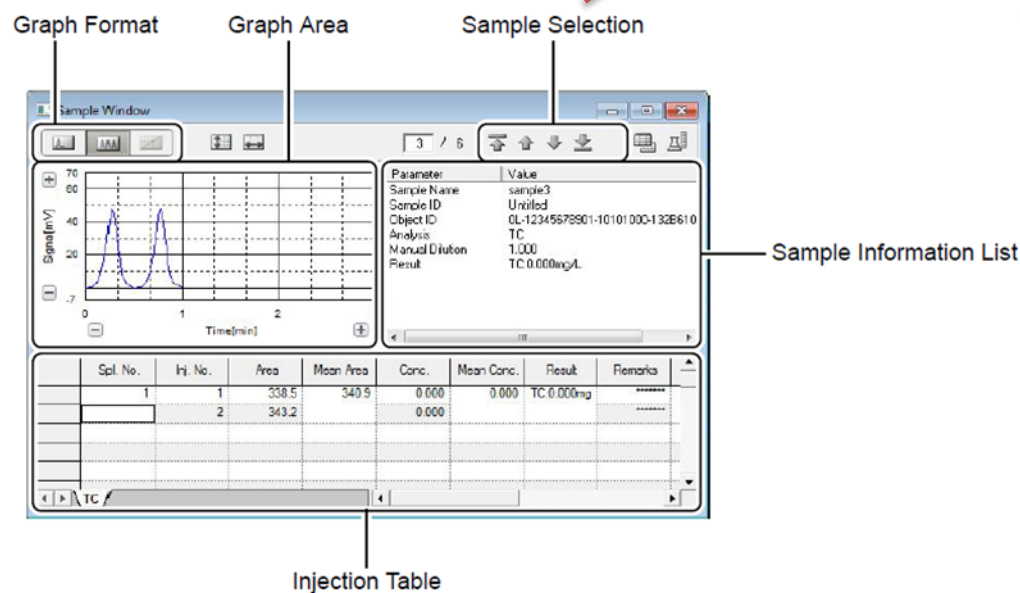 Graph Format Graph Area Sample Selection
Sample Window
3 / 6
70
60
40
20
-7
Signal[mV]
0 1 2
Time[min]
Parameter Value
Sample Name sample3
Sample ID Untitled
Object ID 0L-12345678901-10101000-132B610
Analysis TC
Manual Dilution 1.000
Result TC:0.000mg/L
Sample Information List
Spl. No. Inj. No. Area Mean Area Conc. Mean Conc. Result Remarks
1 1 338.5 340.9 0.000 0.000 TC:0.000mg *******
2 343.2 0.000 *******
TC
Injection Table